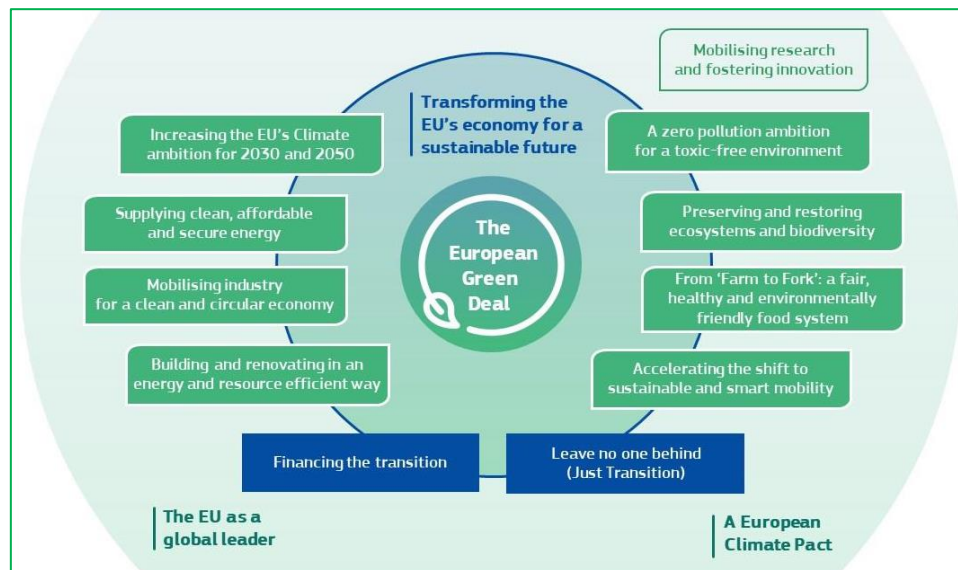 Mobilising research
and fostering innovation
Transforming the
EU's economy for a
sustainable future
Increasing the EU's Climate
ambition for 2030 and 2050
A zero pollution ambition
for a toxic-free environment
Supplying clean, affordable
and secure energy
Preserving and restoring
ecosystems and biodiversity
The
European
Green
Deal
Mobilising industry
for a clean and circular economy
From 'Farm to Fork': a fair,
healthy and environmentally
friendly food system
Building and renovating in an
energy and resource efficient way
Accelerating the shift to
sustainable and smart mobility
Financing the transition
Leave no one behind
(Just Transition)
The EU as a
global leader
A European
Climate Pact